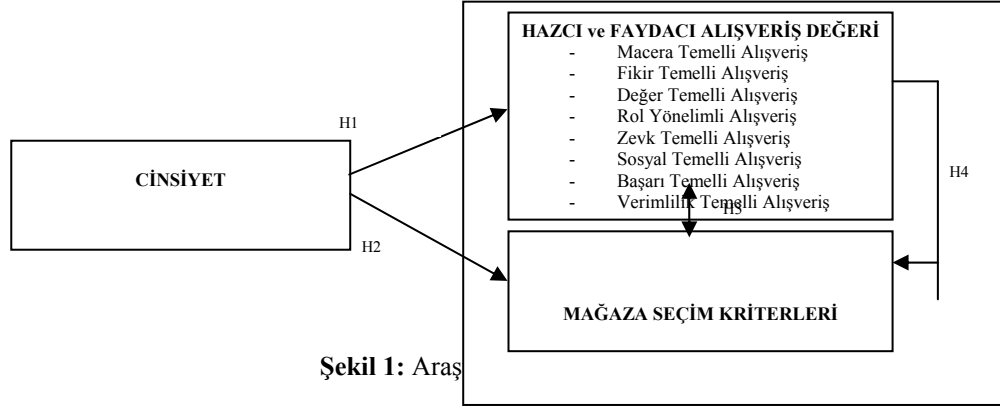 HAZCI ve FAYDACI ALIŞVERİŞ DEĞERİ
- Macera Temelli Alışveriş
- Fikir Temelli Alışveriş
- Değer Temelli Alışveriş
- Rol Yönelimli Alışveriş
- Zevk Temelli Alışveriş
- Sosyal Temelli Alışveriş
- Başarı Temelli Alışveriş
- Verimlilik Temelli Alışveriş
H1
CİNSİYET
H2
H3
H4
MAĞAZA SEÇİM KRİTERLERİ
Şekil 1: Araş